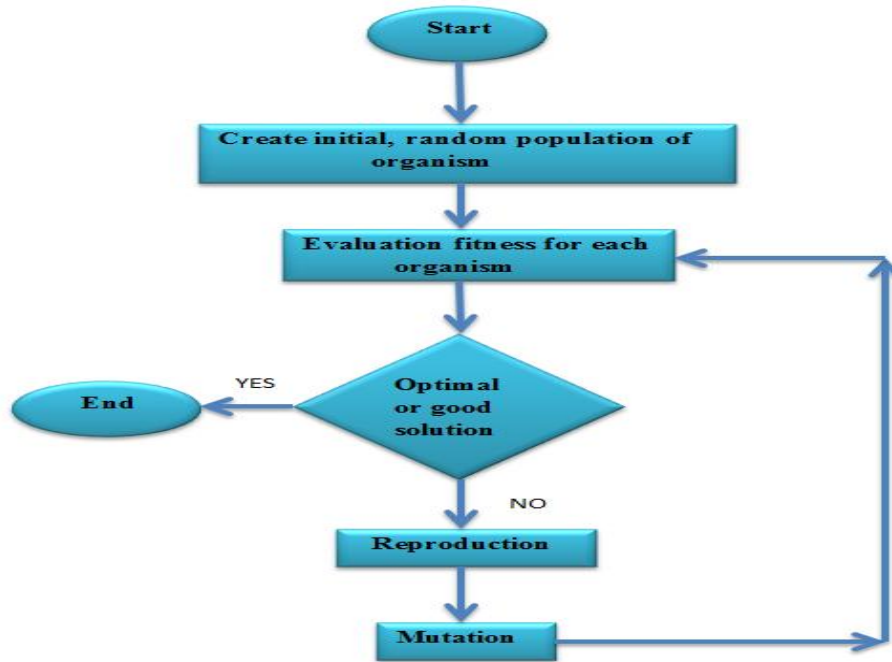 Start
Create initial, random population of
organism
Evaluation fitness for each
organism
Optimal
or good
solution
YES
End
NO
Reproduction
Mutation